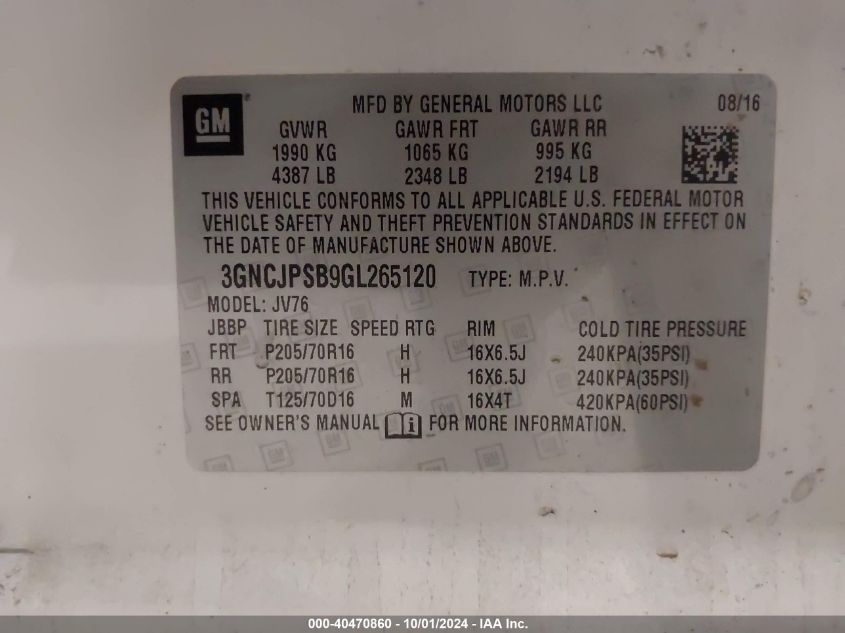 GM
MFD BY GENERAL MOTORS LLC 08/16
GVWR GAWR FRT GAWR RR
1990 KG 1065 KG 995 KG
4387 LB 2348 LB 2194 LB
THIS VEHICLE CONFORMS TO ALL APPLICABLE U.S. FEDERAL MOTOR
VEHICLE SAFETY AND THEFT PREVENTION STANDARDS IN EFFECT ON
THE DATE OF MANUFACTURE SHOWN ABOVE.
3GNCJPSB9GL265120 TYPE: M.P.V.
MODEL: JV76
JBBP TIRE SIZE SPEED RTG RIM COLD TIRE PRESSURE
FRT P205/70R16 H 16X6.5J 240KPA(35PSI)
RR P205/70R16 H 16X6.5J 240KPA(35PSI)
SPA T125/70D16 M 16X4T 420KPA(60PSI)
SEE OWNER'S MANUAL i FOR MORE INFORMATION.
000-40470860 - 10/01/2024 - IAA Inc.